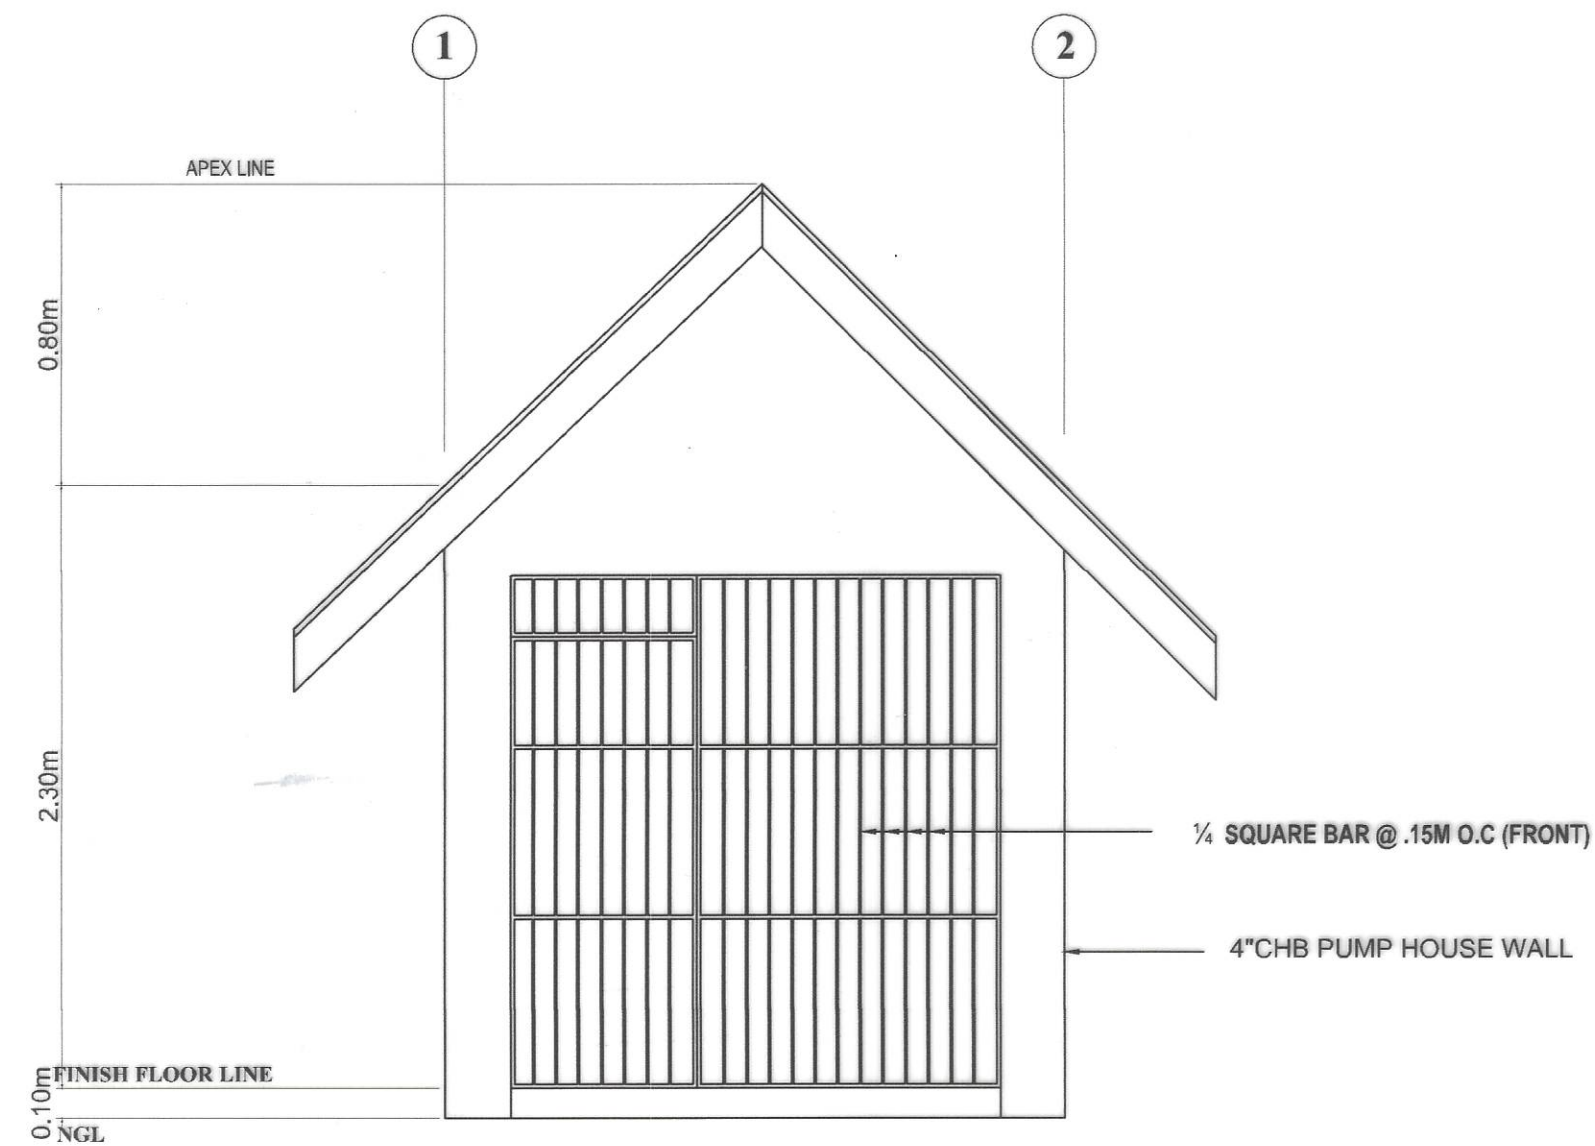 1
2
APEX LINE
0.80m
2.30m
¼ SQUARE BAR @ .15M O.C (FRONT)
4"CHB PUMP HOUSE WALL
FINISH FLOOR LINE
0.10m
NGL